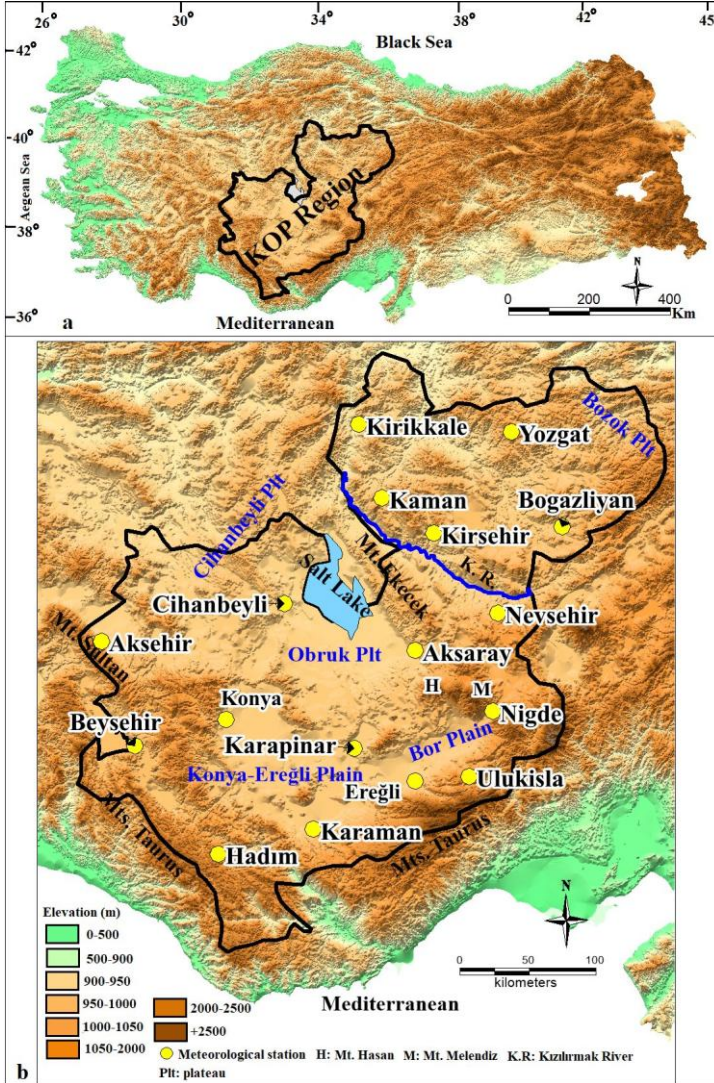 26° 30° 34° 38° 42° 45
Black Sea
-42°
-40°
Aegean Sea
KOP Region
-38°
N
0 200 400
Km
-36°
a
Mediterranean
Bozok Plt
Kirikkale
Yozgat
Cihanbeyli Plt
Kaman
Bogazliyan
Kirsehir
Mt. Ekecek
K. R.
Salt Lake
Cihanbeyli
Nevsehir
Mt. Sultan
Aksehir
Obruk Plt
Aksaray
H
M
Konya
Nigde
Beysehir
Karapinar
Bor Plain
Konya-Ereğli Plain
Ereğli
Ulukisla
Mts. Taurus
Karaman
Mts. Taurus
Hadım
N
Elevation (m)
0-500
500-900
900-950
950-1000
1000-1050
1050-2000
2000-2500
+2500
0 50 100
kilometers
Mediterranean
Meteorological station H: Mt. Hasan M: Mt. Melendiz K.R: Kızılırmak River
Plt: plateau
b